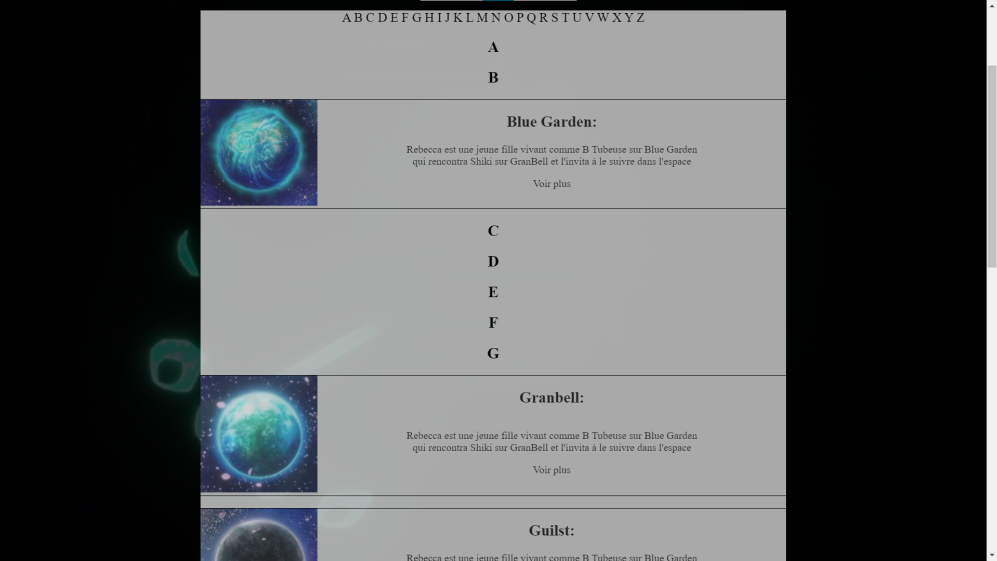 A B C D E F G H I J K L M N O P Q R S T U V W X Y Z
A
B
Blue Garden:
Rebecca est une jeune fille vivant comme B Tubeuse sur Blue Garden
qui rencontra Shiki sur GranBell et l'invita à le suivre dans l'espace
Voir plus
C
D
E
F
G
Granbell:
Rebecca est une jeune fille vivant comme B Tubeuse sur Blue Garden
qui rencontra Shiki sur GranBell et l'invita à le suivre dans l'espace
Voir plus
Guilst:
Rebecca est une jeune fille vivant comme B Tubeuse sur Blue Garden